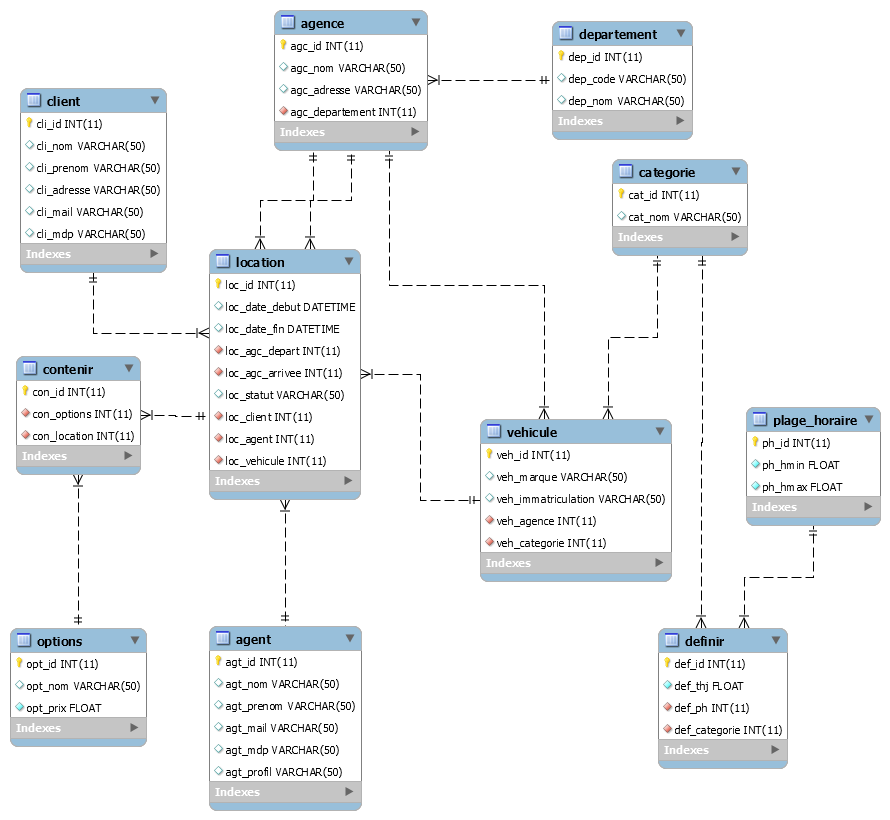 agence
agc_id INT(11)
agc_nom VARCHAR(50)
agc_adresse VARCHAR(50)
agc_departement INT(11)
Indexes
departement
dep_id INT(11)
dep_code VARCHAR(50)
dep_nom VARCHAR(50)
Indexes
client
cli_id INT(11)
cli_nom VARCHAR(50)
cli_prenom VARCHAR(50)
cli_adresse VARCHAR(50)
cli_mail VARCHAR(50)
cli_mdp VARCHAR(50)
Indexes
categorie
cat_id INT(11)
cat_nom VARCHAR(50)
Indexes
location
loc_id INT(11)
loc_date_debut DATETIME
loc_date_fin DATETIME
loc_agc_depart INT(11)
loc_agc_arrivee INT(11)
loc_statut VARCHAR(50)
loc_client INT(11)
loc_agent INT(11)
loc_vehicule INT(11)
Indexes
contenir
con_id INT(11)
con_options INT(11)
con_location INT(11)
Indexes
vehicule
veh_id INT(11)
veh_marque VARCHAR(50)
veh_immatriculation VARCHAR(50)
veh_agence INT(11)
veh_categorie INT(11)
Indexes
plage_horaire
ph_id INT(11)
ph_hmin FLOAT
ph_hmax FLOAT
Indexes
options
opt_id INT(11)
opt_nom VARCHAR(50)
opt_prix FLOAT
Indexes
agent
agt_id INT(11)
agt_nom VARCHAR(50)
agt_prenom VARCHAR(50)
agt_mail VARCHAR(50)
agt_mdp VARCHAR(50)
agt_profil VARCHAR(50)
Indexes
definir
def_id INT(11)
def_thj FLOAT
def_ph INT(11)
def_categorie INT(11)
Indexes